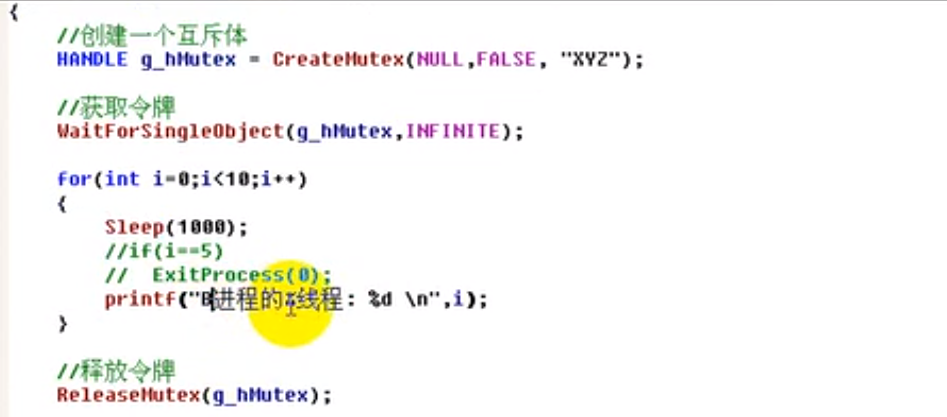 {
//创建一个互斥体
HANDLE g_hMutex = CreateMutex(NULL,FALSE, "XYZ");
//获取令牌
WaitForSingleObject(g_hMutex,INFINITE);
for(int i=0;i<10;i++)
{
Sleep(1000);
//if(i==5)
//  ExitProcess(0);
printf("B进程的X线程: %d \n",i);
}
//释放令牌
ReleaseMutex(g_hMutex);